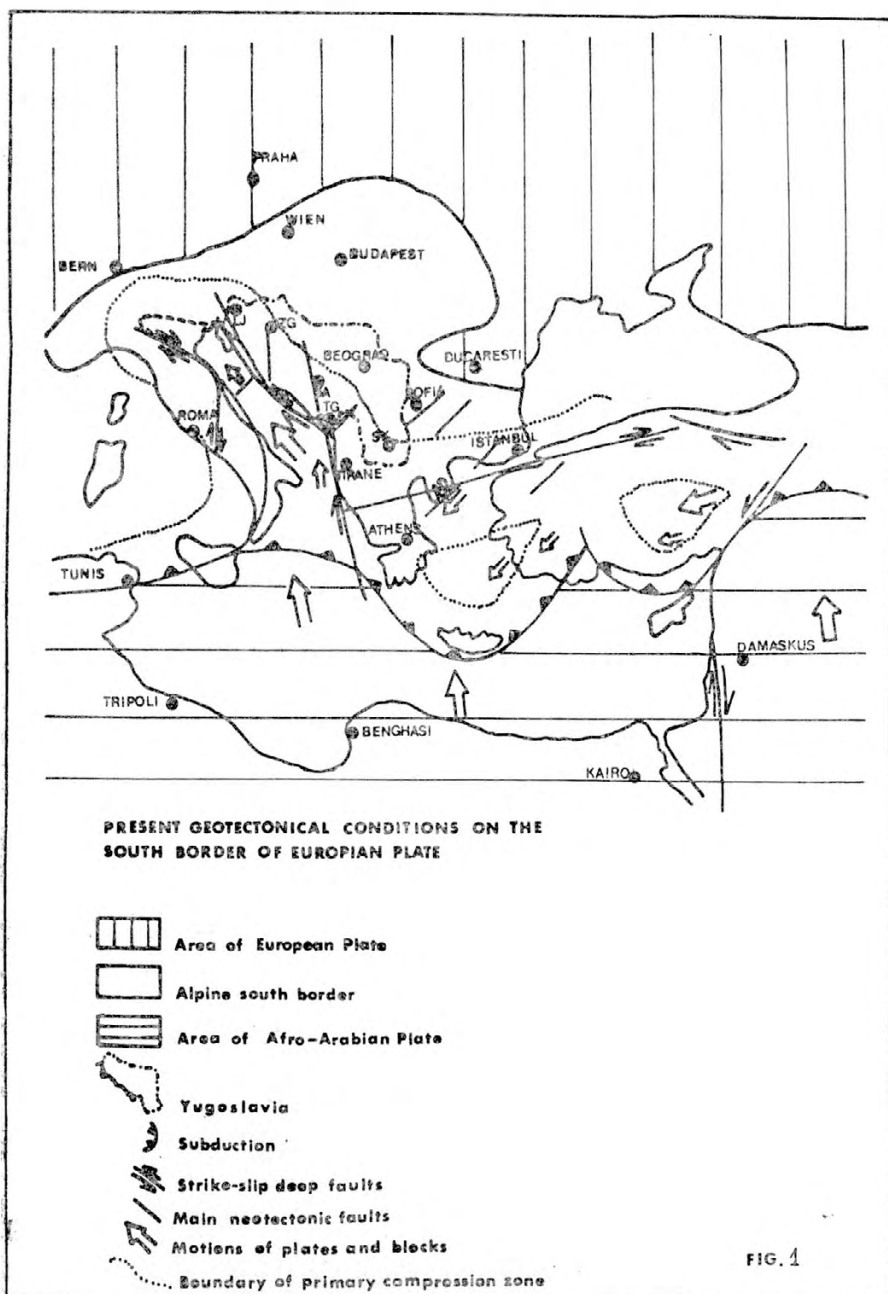 PRAHA
WIEN
BUDAPEST
BERN
ZG
BEOGRAD
BUCARESTI
SOFIA
ROMA
TG
SK
ISTANBUL
TIRANE
ATHENS
TUNIS
DAMASKUS
TRIPOLI
BENGHASI
KAIRO
PRESENT GEOTECTONICAL CONDITIONS ON THE
SOUTH BORDER OF EUROPIAN PLATE
Area of European Plate
Alpine south border
Area of Afro-Arabian Plate
Yugoslavia
Subduction
Strike-slip deep faults
Main neotectonic faults
Motions of plates and blocks
Boundary of primary compression zone
FIG. 1